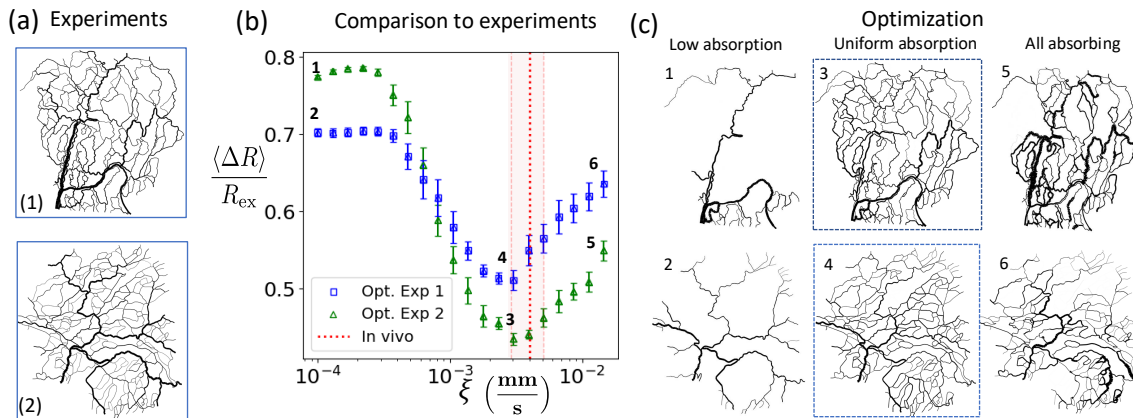 (a) Experiments
(1)
(2)
(b) Comparison to experiments
⟨ΔR⟩
R_ex
0.8
0.7
0.6
0.5
1
2
3
4
5
6
Opt. Exp 1
Opt. Exp 2
In vivo
10⁻⁴ 10⁻³ 10⁻²
ξ (mm/s)
(c) Optimization
Low absorption Uniform absorption All absorbing
1 3 5
2 4 6